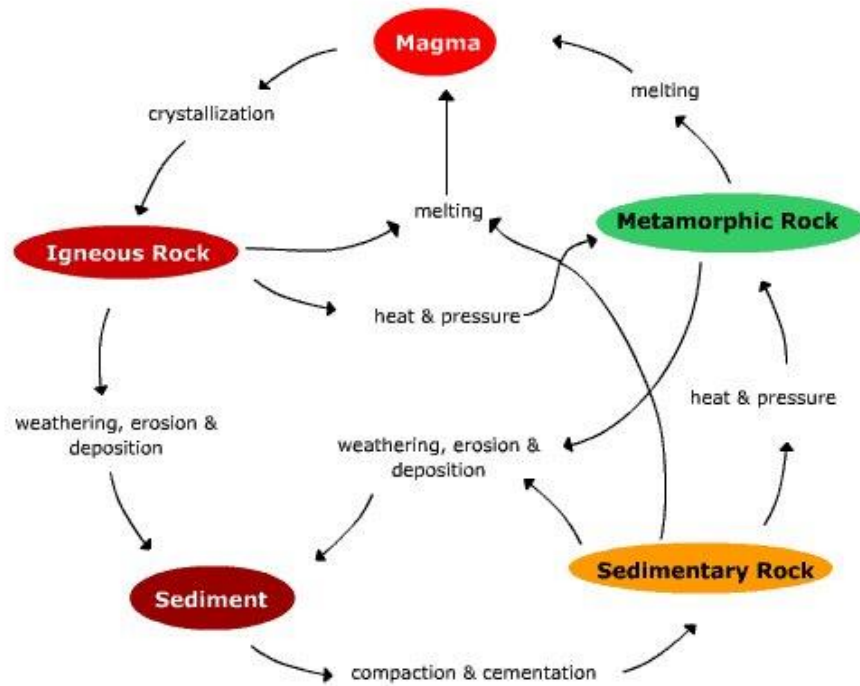 Magma
melting
crystallization
melting
Metamorphic Rock
Igneous Rock
heat & pressure
heat & pressure
weathering, erosion &
deposition
weathering, erosion &
deposition
Sedimentary Rock
Sediment
compaction & cementation